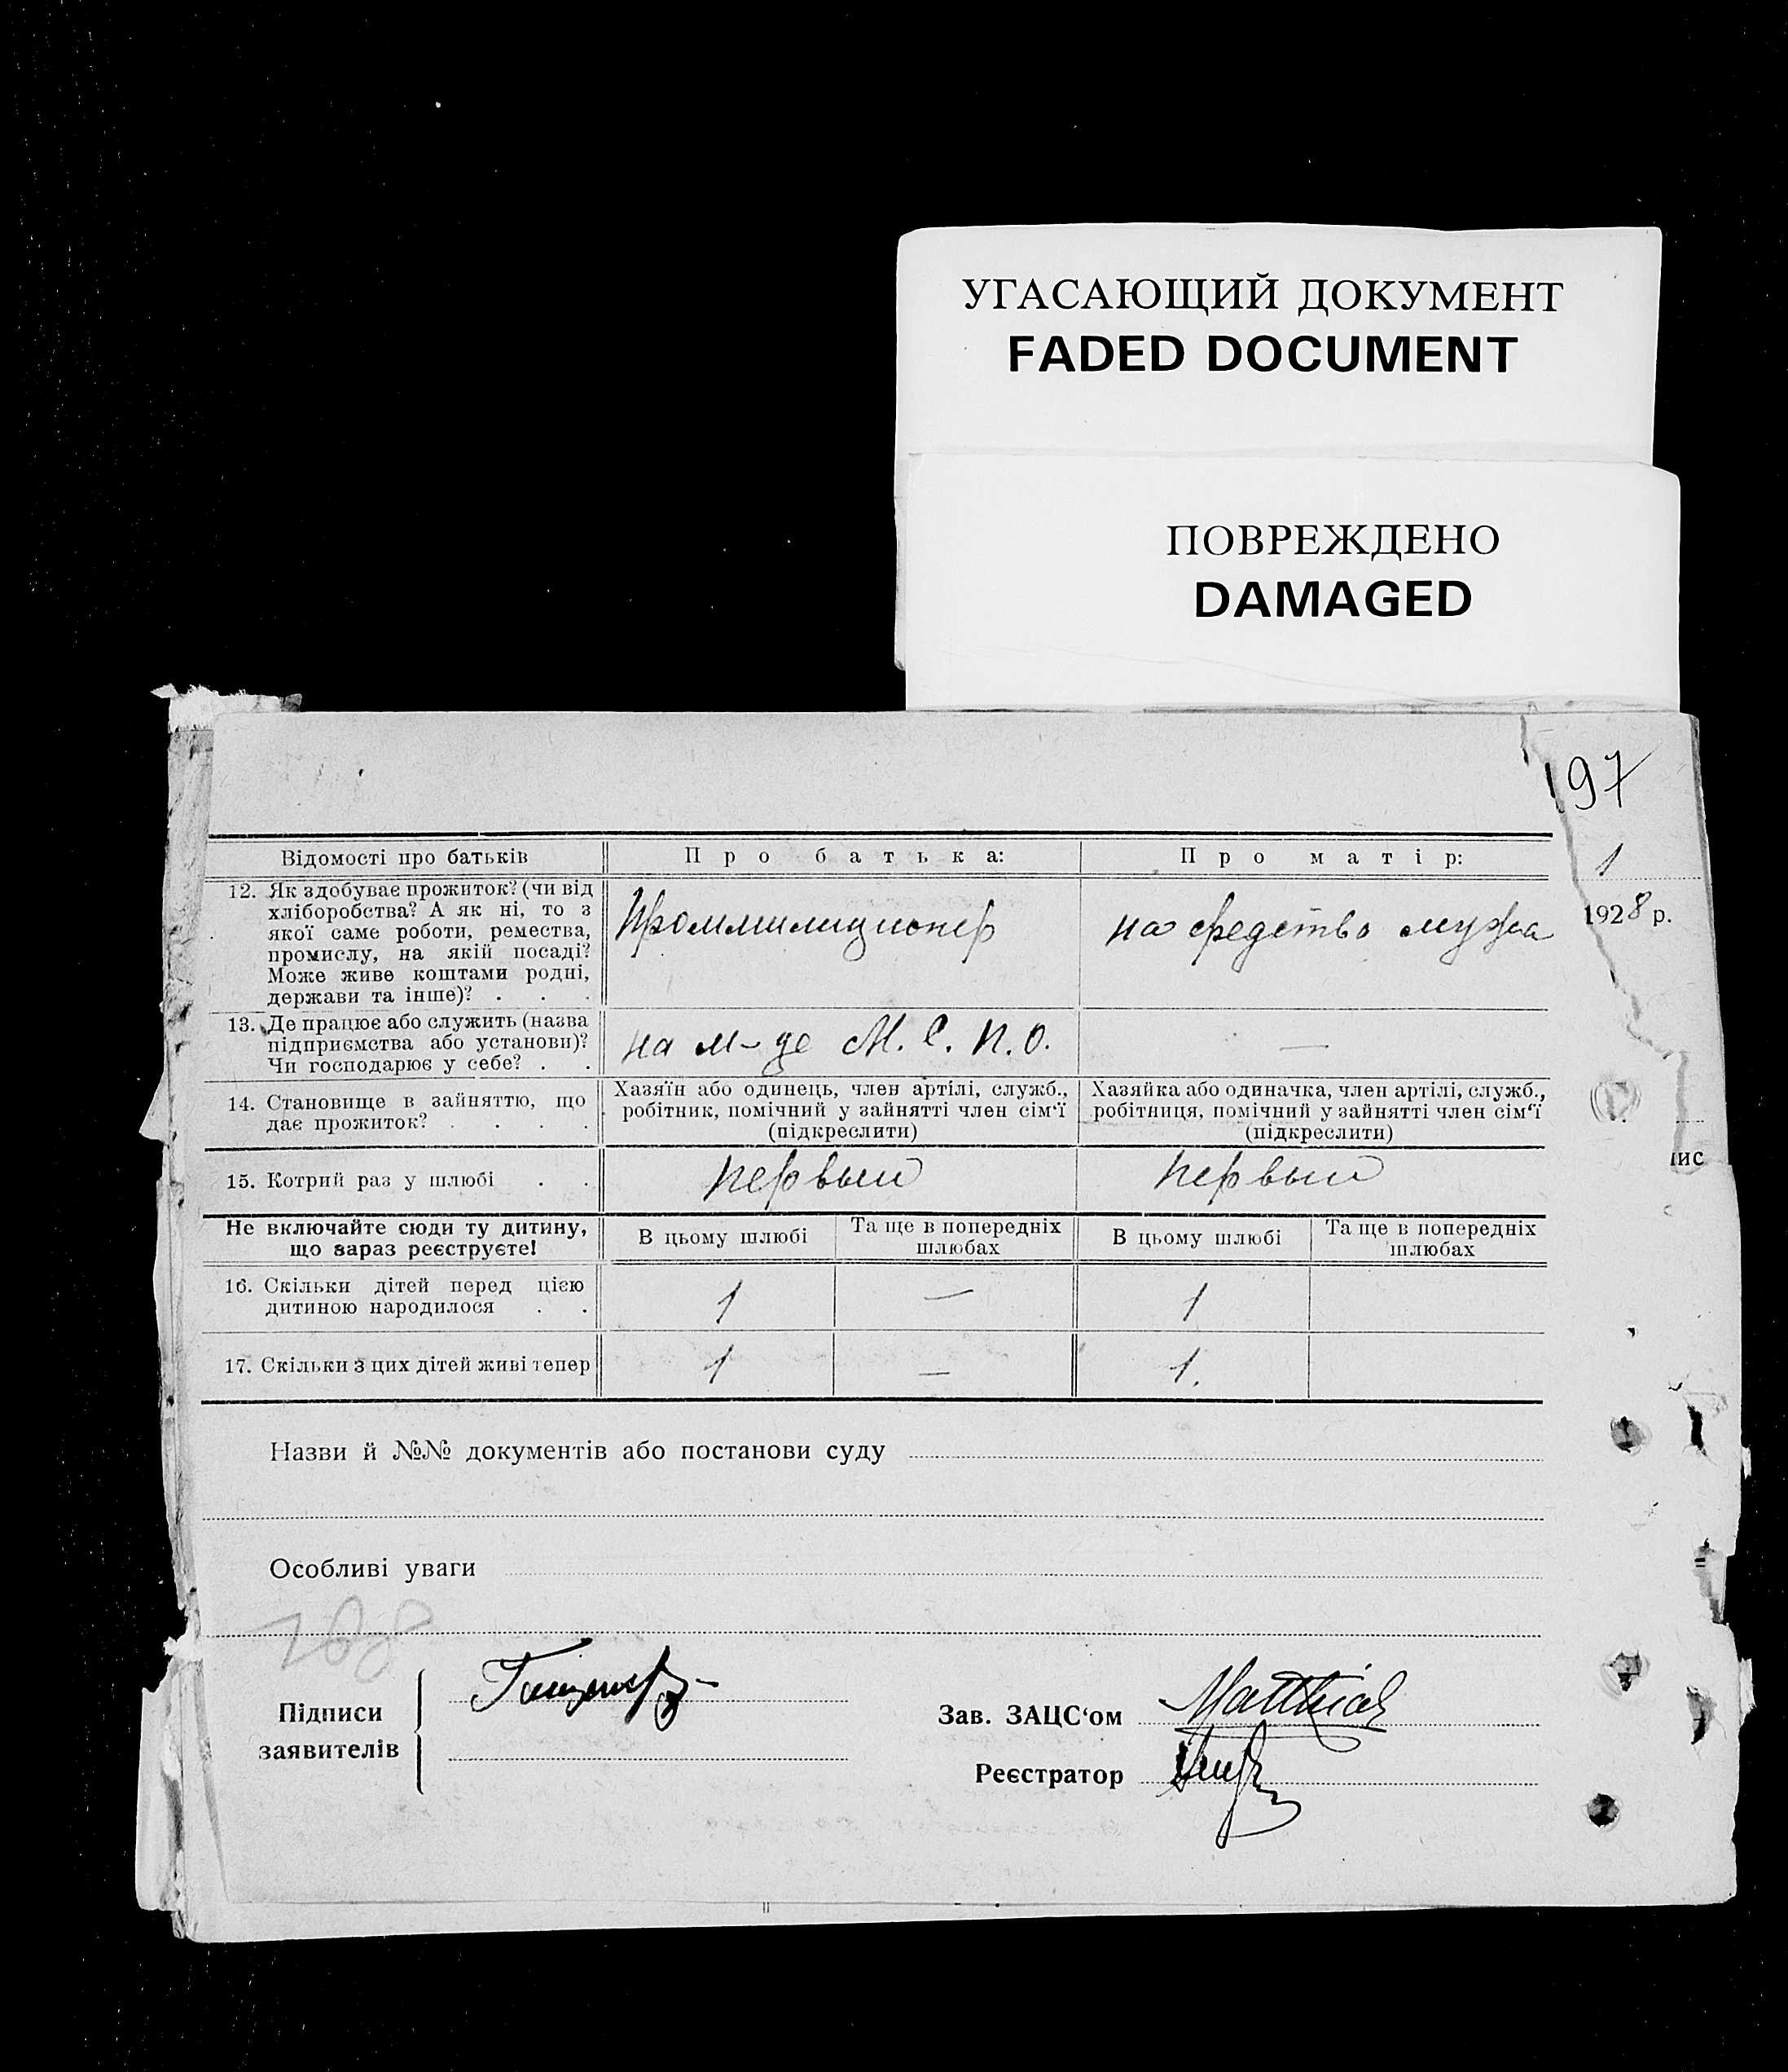 УГАСАЮЩИЙ ДОКУМЕНТ
FADED DOCUMENT
ПОВРЕЖДЕНО
DAMAGED
197
1
1928 р.
ис
Відомості про батьків
Про батька:
Про матір:
12. Як здобуває прожиток? (чи від
хліборобства? А як ні, то з
якої саме роботи, ремества,
промислу, на якій посаді?
Може живе коштами родні,
держави та інше)? . . .
Проммилиционер
на средства мужа
13. Де працює або служить (назва
підприємства або установи)?
Чи господарює у себе? . .
на м-де М. С. П. О.
—
14. Становище в зайняттю, що
дає прожиток? . . . .
Хазяїн або одинець, член артілі, служб.,
робітник, помічний у зайнятті член сім‘ї
(підкреслити)
Хазяйка або одиначка, член артілі, служб.,
робітниця, помічний у зайнятті член сім‘ї
(підкреслити)
15. Котрий раз у шлюбі . .
первый
первый
Не включайте сюди ту дитину,
що зараз реєструєте!
В цьому шлюбі
Та ще в попередніх
шлюбах
В цьому шлюбі
Та ще в попередніх
шлюбах
16. Скільки дітей перед цією
дитиною народилося . .
1
—
1
17. Скільки з цих дітей живі тепер
1
—
1.
Назви й №№ документів або постанови суду
Особливі уваги
788
Підписи
заявителів
Зав. ЗАЦС‘ом
Matthias
Реєстратор